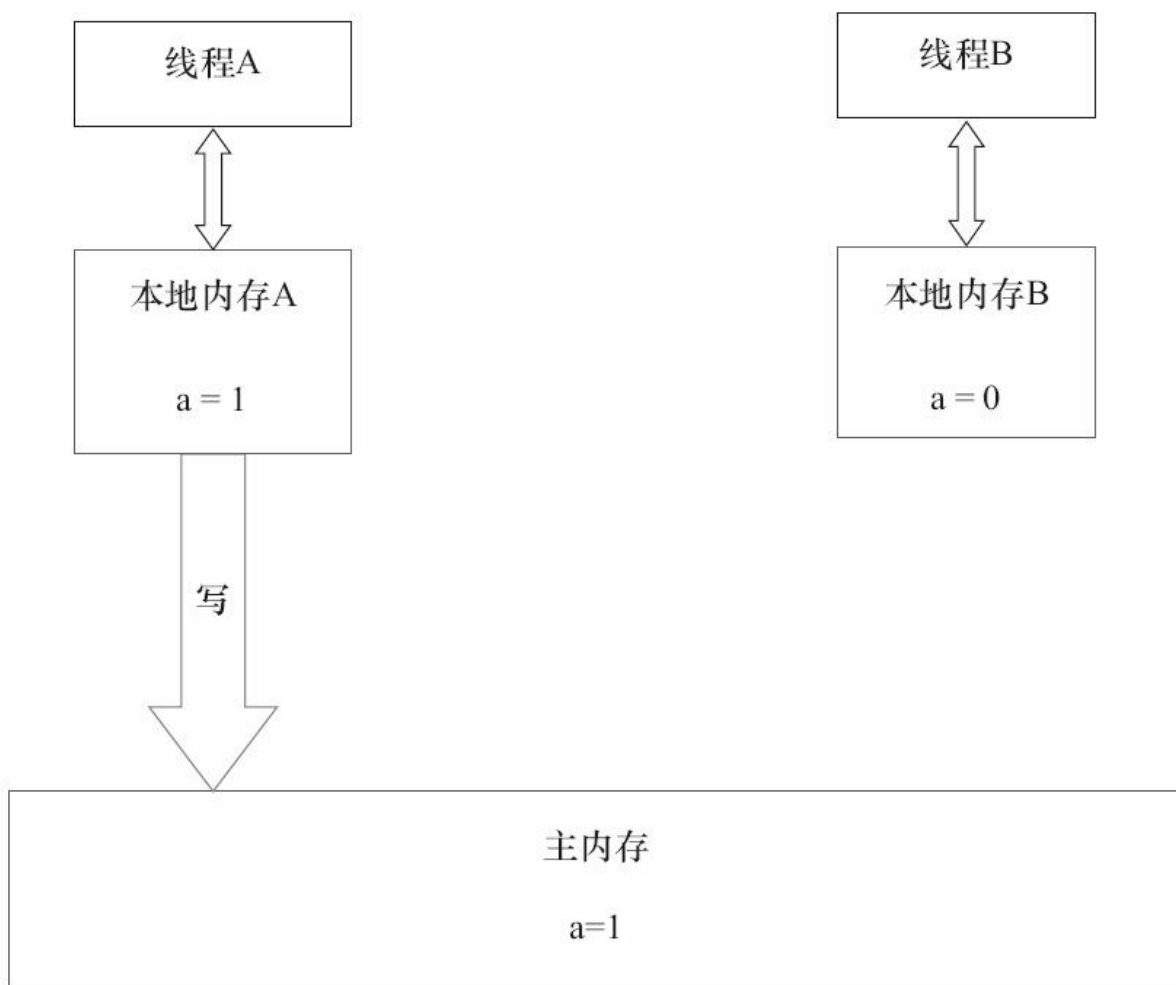 线程A
线程B
本地内存A
本地内存B
a = 1
a = 0
写
主内存
a=1